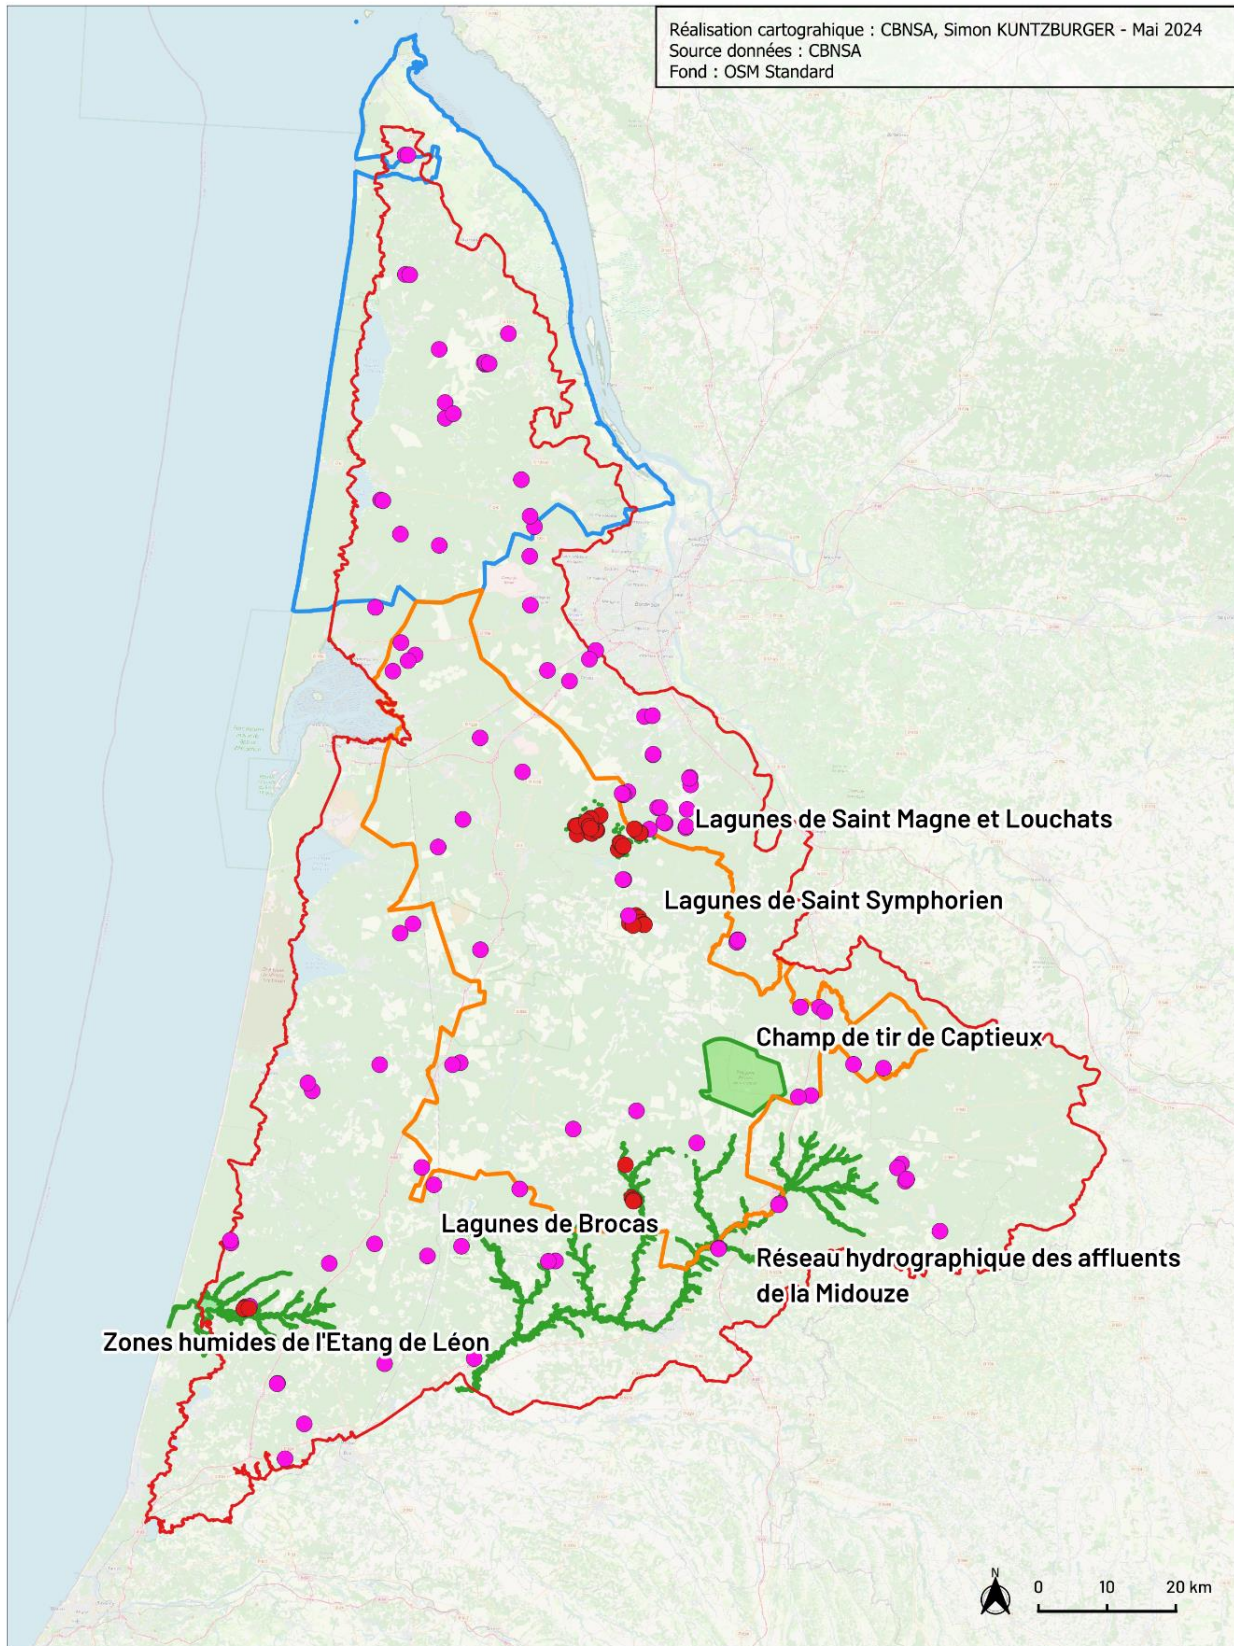 Réalisation cartograhique : CBNSA, Simon KUNTZBURGER - Mai 2024
Source données : CBNSA
Fond : OSM Standard
Lagunes de Saint Magne et Louchats
Lagunes de Saint Symphorien
Champ de tir de Captieux
Lagunes de Brocas
Réseau hydrographique des affluents
de la Midouze
Zones humides de l'Etang de Léon
N
0 10 20 km